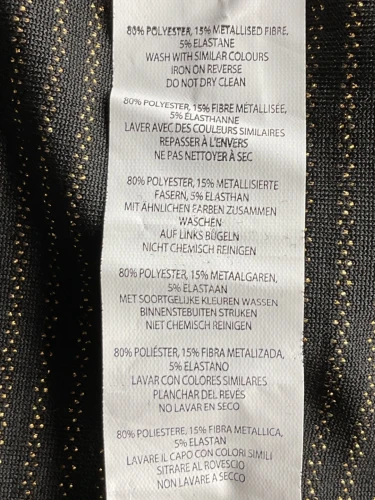 80% POLYESTER, 15% METALLISED FIBRE,
5% ELASTANE
WASH WITH SIMILAR COLOURS
IRON ON REVERSE
DO NOT DRY CLEAN
80% POLYESTER, 15% FIBRE MÉTALLISÉE,
5% ÉLASTHANNE
LAVER AVEC DES COULEURS SIMILAIRES
REPASSER À L'ENVERS
NE PAS NETTOYER À SEC
80% POLYESTER, 15% METALLISIERTE
FASERN, 5% ELASTHAN
MIT ÄHNLICHEN FARBEN ZUSAMMEN
WASCHEN
AUF LINKS BÜGELN
NICHT CHEMISCH REINIGEN
80% POLYESTER, 15% METAALGAREN,
5% ELASTAAN
MET SOORTGELIJKE KLEUREN WASSEN
BINNENSTEBUITEN STRIJKEN
NIET CHEMISCH REINIGEN
80% POLIÉSTER, 15% FIBRA METALIZADA,
5% ELASTANO
LAVAR CON COLORES SIMILARES
PLANCHAR DEL REVÉS
NO LAVAR EN SECO
80% POLIESTERE, 15% FIBRA METALLICA,
5% ELASTAN
LAVARE IL CAPO CON COLORI SIMILI
STIRARE AL ROVESCIO
NON LAVARE A SECCO